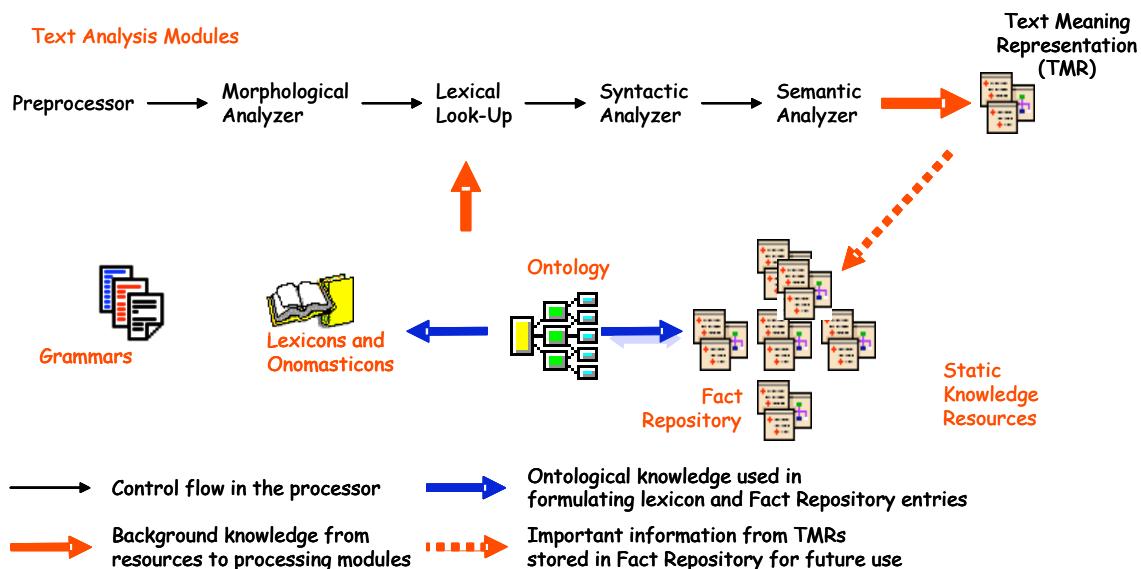 Text Analysis Modules
Text Meaning
Representation
(TMR)
Preprocessor
Morphological
Analyzer
Lexical
Look-Up
Syntactic
Analyzer
Semantic
Analyzer
Ontology
Grammars
Lexicons and
Onomasticons
Fact
Repository
Static
Knowledge
Resources
Control flow in the processor
Ontological knowledge used in
formulating lexicon and Fact Repository entries
Background knowledge from
resources to processing modules
Important information from TMRs
stored in Fact Repository for future use